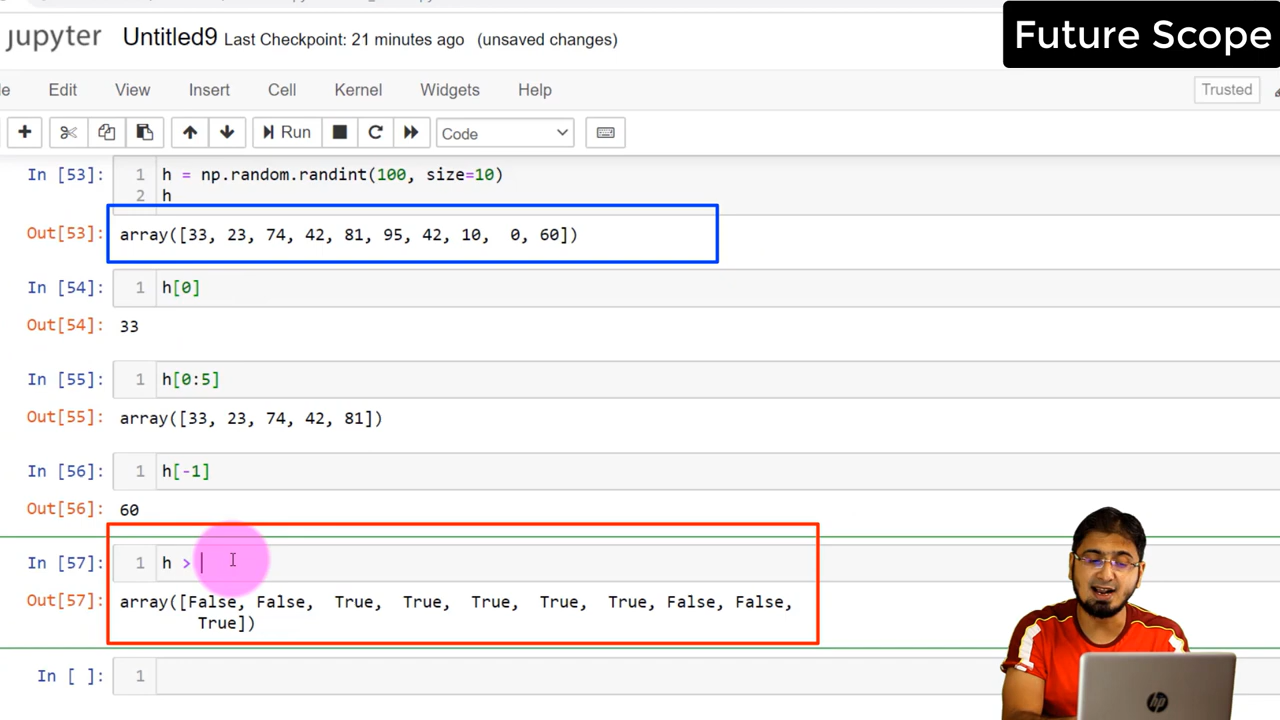 Future Scope
jupyter Untitled9 Last Checkpoint: 21 minutes ago (unsaved changes)
Edit View Insert Cell Kernel Widgets Help Trusted
Run Code
In [53]: 1 h = np.random.randint(100, size=10)
2 h
Out[53]: array([33, 23, 74, 42, 81, 95, 42, 10,  0, 60])
In [54]: 1 h[0]
Out[54]: 33
In [55]: 1 h[0:5]
Out[55]: array([33, 23, 74, 42, 81])
In [56]: 1 h[-1]
Out[56]: 60
In [57]: 1 h >
Out[57]: array([False, False,  True,  True,  True,  True,  True, False, False,
True])
In [ ]: 1
hp